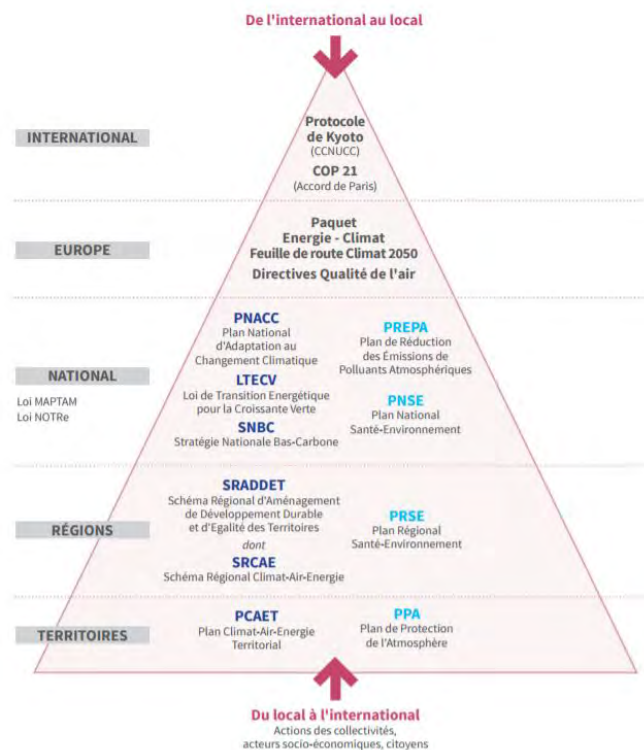 De l'international au local
INTERNATIONAL
Protocole
de Kyoto
(CCNUCC)
COP 21
(Accord de Paris)
EUROPE
Paquet
Energie - Climat
Feuille de route Climat 2050
Directives Qualité de l'air
NATIONAL
Loi MAPTAM
Loi NOTRe
PNACC
Plan National
d'Adaptation au
Changement Climatique
LTECV
Loi de Transition Energétique
pour la Croissante Verte
SNBC
Stratégie Nationale Bas-Carbone
PREPA
Plan de Réduction
des Émissions de
Polluants Atmosphériques
PNSE
Plan National
Santé-Environnement
RÉGIONS
SRADDET
Schéma Régional d'Aménagement
de Développement Durable
et d'Egalité des Territoires
dont
SRCAE
Schéma Régional Climat-Air-Energie
PRSE
Plan Régional
Santé-Environnement
TERRITOIRES
PCAET
Plan Climat-Air-Energie
Territorial
PPA
Plan de Protection
de l'Atmosphère
Du local à l'international
Actions des collectivités,
acteurs socio-économiques, citoyens